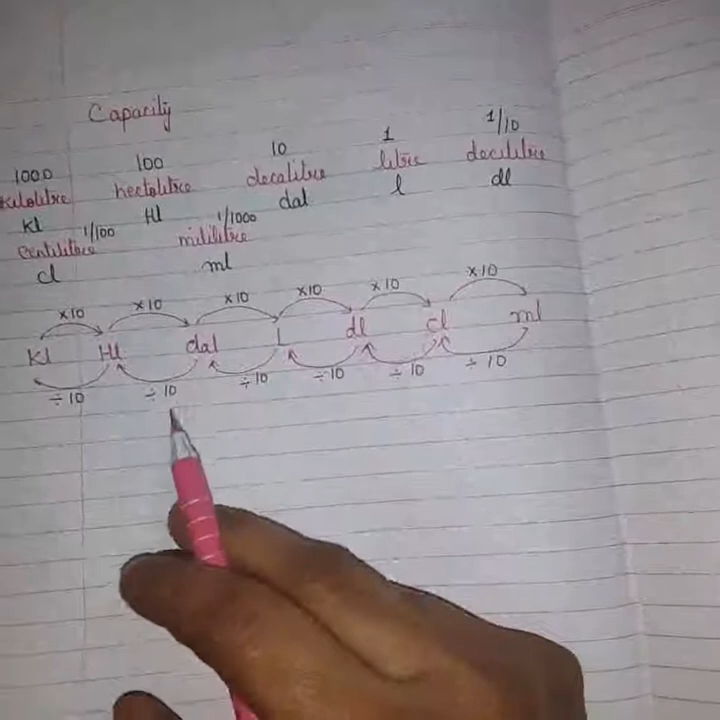 Capacity
1000 100 10 1 1/10
kilolitre hectolitre decalitre litre decilitre
Kl Hl dal l dl
1/100 1/1000
centilitre mililitre
cl ml
×10 ×10 ×10 ×10 ×10 ×10
Kl Hl dal L dl cl ml
÷10 ÷10 ÷10 ÷10 ÷10 ÷10